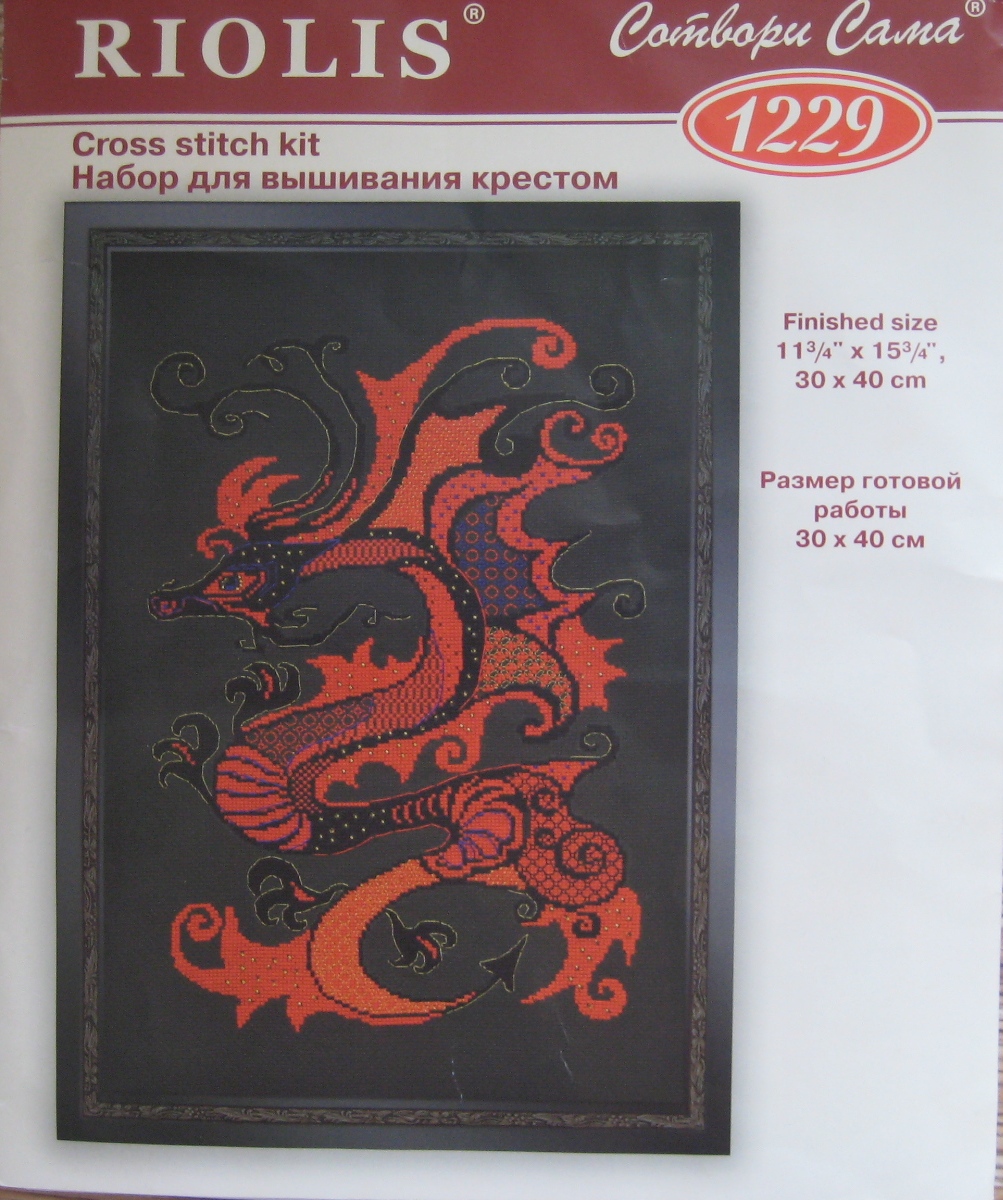 RIOLIS®
Сотвори Сама®
1229
Cross stitch kit
Набор для вышивания крестом
Finished size
11¾" x 15¾",
30 x 40 cm
Размер готовой
работы
30 x 40 см